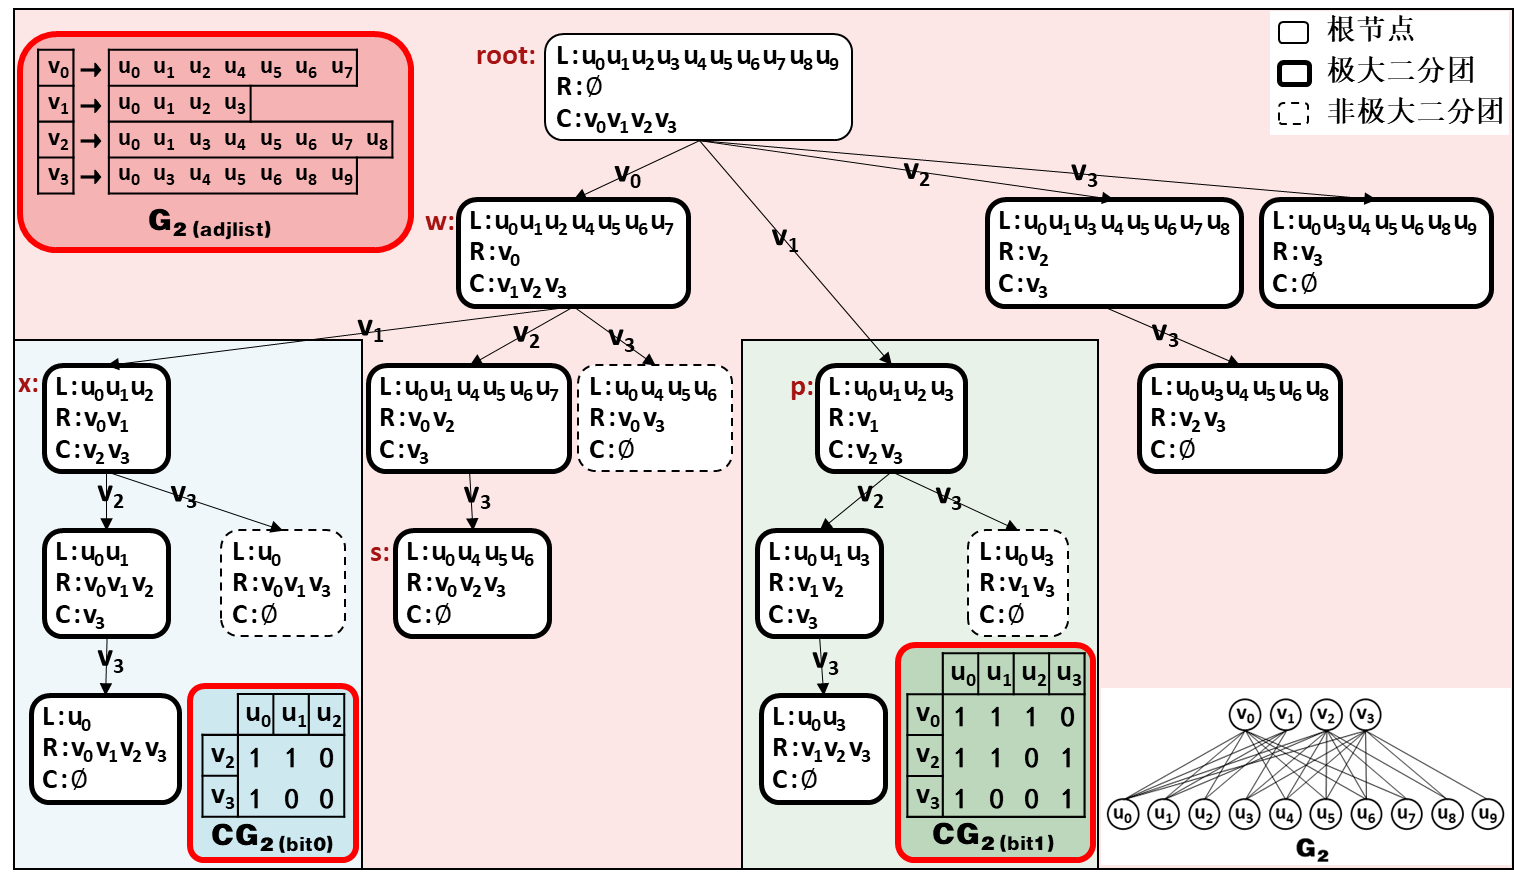 v₀ → u₀ u₁ u₂ u₄ u₅ u₆ u₇
v₁ → u₀ u₁ u₂ u₃
v₂ → u₀ u₁ u₃ u₄ u₅ u₆ u₇ u₈
v₃ → u₀ u₃ u₄ u₅ u₆ u₈ u₉
G₂ (adjlist)
root:
L:u₀u₁u₂u₃u₄u₅u₆u₇u₈u₉
R:∅
C:v₀v₁v₂v₃
根节点
极大二分团
非极大二分团
v₀
v₁
v₂
v₃
w:
L:u₀u₁u₂u₄u₅u₆u₇
R:v₀
C:v₁v₂v₃
L:u₀u₁u₃u₄u₅u₆u₇u₈
R:v₂
C:v₃
L:u₀u₃u₄u₅u₆u₈u₉
R:v₃
C:∅
v₁
v₂
v₃
v₃
x:
L:u₀u₁u₂
R:v₀v₁
C:v₂v₃
L:u₀u₁u₄u₅u₆u₇
R:v₀v₂
C:v₃
L:u₀u₄u₅u₆
R:v₀v₃
C:∅
p:
L:u₀u₁u₂u₃
R:v₁
C:v₂v₃
L:u₀u₃u₄u₅u₆u₈
R:v₂v₃
C:∅
v₂
v₃
v₃
v₂
v₃
L:u₀u₁
R:v₀v₁v₂
C:v₃
L:u₀
R:v₀v₁v₃
C:∅
s:
L:u₀u₄u₅u₆
R:v₀v₂v₃
C:∅
L:u₀u₁u₃
R:v₁v₂
C:v₃
L:u₀u₃
R:v₁v₃
C:∅
v₃
v₃
L:u₀
R:v₀v₁v₂v₃
C:∅
u₀ u₁ u₂
v₂ 1 1 0
v₃ 1 0 0
CG₂ (bit0)
L:u₀u₃
R:v₁v₂v₃
C:∅
u₀ u₁ u₂ u₃
v₀ 1 1 1 0
v₂ 1 1 0 1
v₃ 1 0 0 1
CG₂ (bit1)
v₀ v₁ v₂ v₃
u₀ u₁ u₂ u₃ u₄ u₅ u₆ u₇ u₈ u₉
G₂